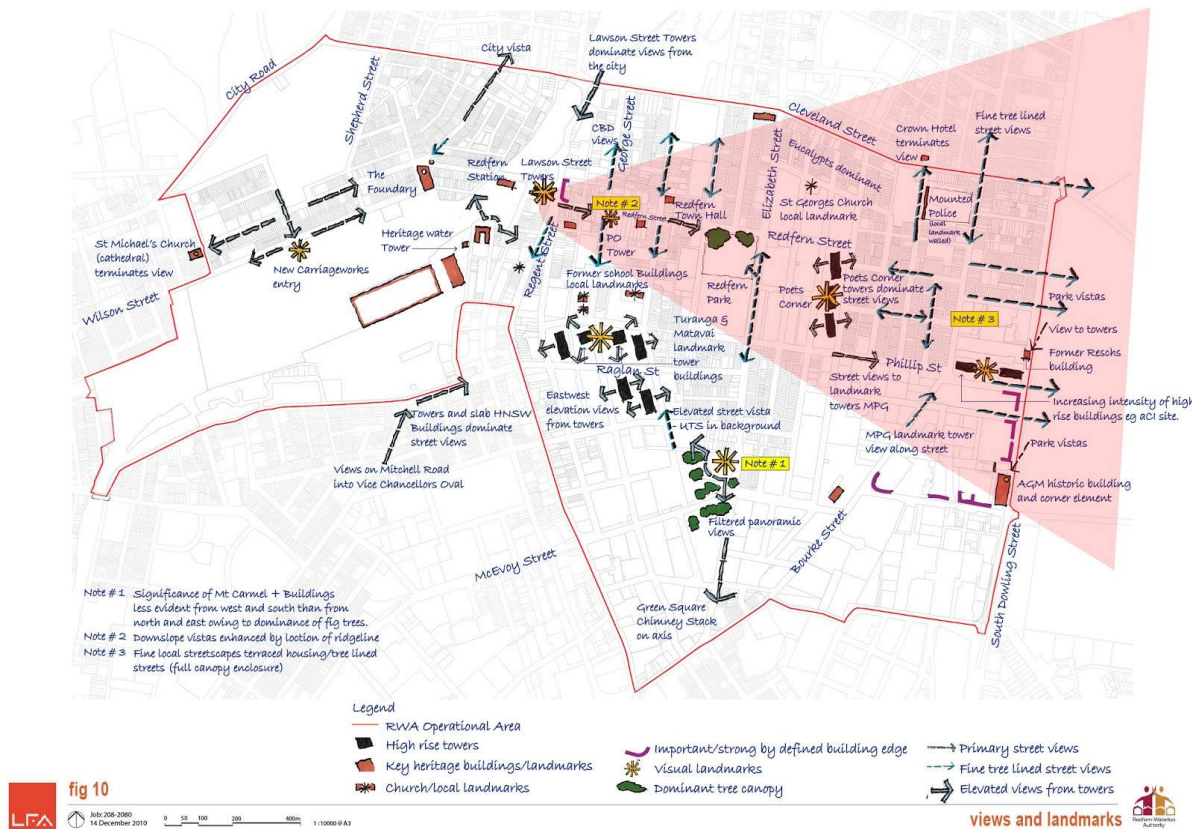 City Road
Shepherd Street
City vista
Lawson Street Towers
dominate views from
the city
George Street
CBD
views
Cleveland Street
Elizabeth Street
Eucalypts dominant
Crown Hotel
terminates
view
Fine tree lined
street views
The
Foundary
Redfern
Station
Lawson Street
Towers
Note # 2
Redfern Street
Redfern
Town Hall
St Georges Church
local landmark
Mounted
Police
(local
landmark
walled)
St Michael's Church
(cathedral)
terminates view
Heritage water
Tower
Regent Street
PO
Tower
Redfern Street
New Carriageworks
entry
Former school Buildings
local landmarks
Redfern
Park
Poets
Corner
Poets Corner
towers dominate
street views
Park vistas
Wilson Street
Note # 3
View to towers
Turanga &
Matavai
landmark
tower
buildings
Former Reschs
building
Raglan St
Phillip St
Street views to
landmark
towers MPG
Increasing intensity of high
rise buildings eg aCI site.
Eastwest
elevation views
from towers
Elevated street vista
- UTS in background
Towers and slab HNSW
Buildings dominate
street views
MPG landmark tower
view along street
Park vistas
Views on Mitchell Road
into Vice Chancellors Oval
Note # 1
AGM historic building
and corner element
Filtered panoramic
views
Bourke Street
McEvoy Street
South Dowling Street
Green Square
Chimney Stack
on axis
Note # 1 Significance of Mt Carmel + Buildings
less evident from west and south than from
north and east owing to dominance of fig trees.
Note # 2 Downslope vistas enhanced by loction of ridgeline
Note # 3 Fine local streetscapes terraced housing/tree lined
streets (full canopy enclosure)
Legend
RWA Operational Area
High rise towers
Key heritage buildings/landmarks
Church/local landmarks
Important/strong by defined building edge
Visual landmarks
Dominant tree canopy
Primary street views
Fine tree lined street views
Elevated views from towers
LFA
fig 10
Job: 208-2080
14 December 2010
0 50 100 200 400m
1 :10000 @ A3
views and landmarks
Redfern Waterloo
Authority